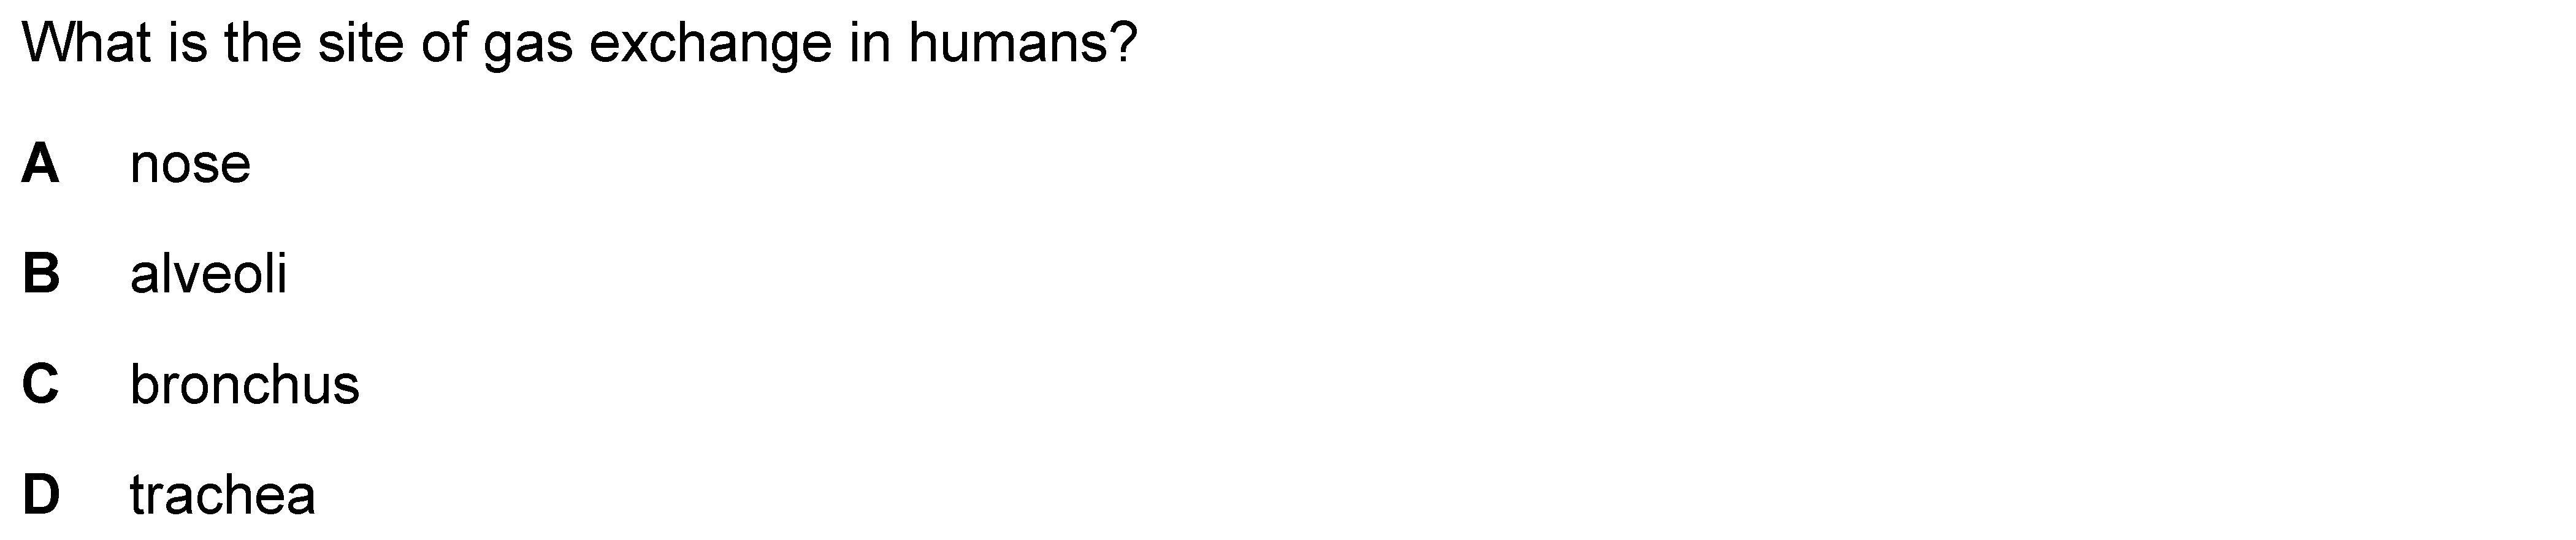 What is the site of gas exchange in humans?
A nose
B alveoli
C bronchus
D trachea